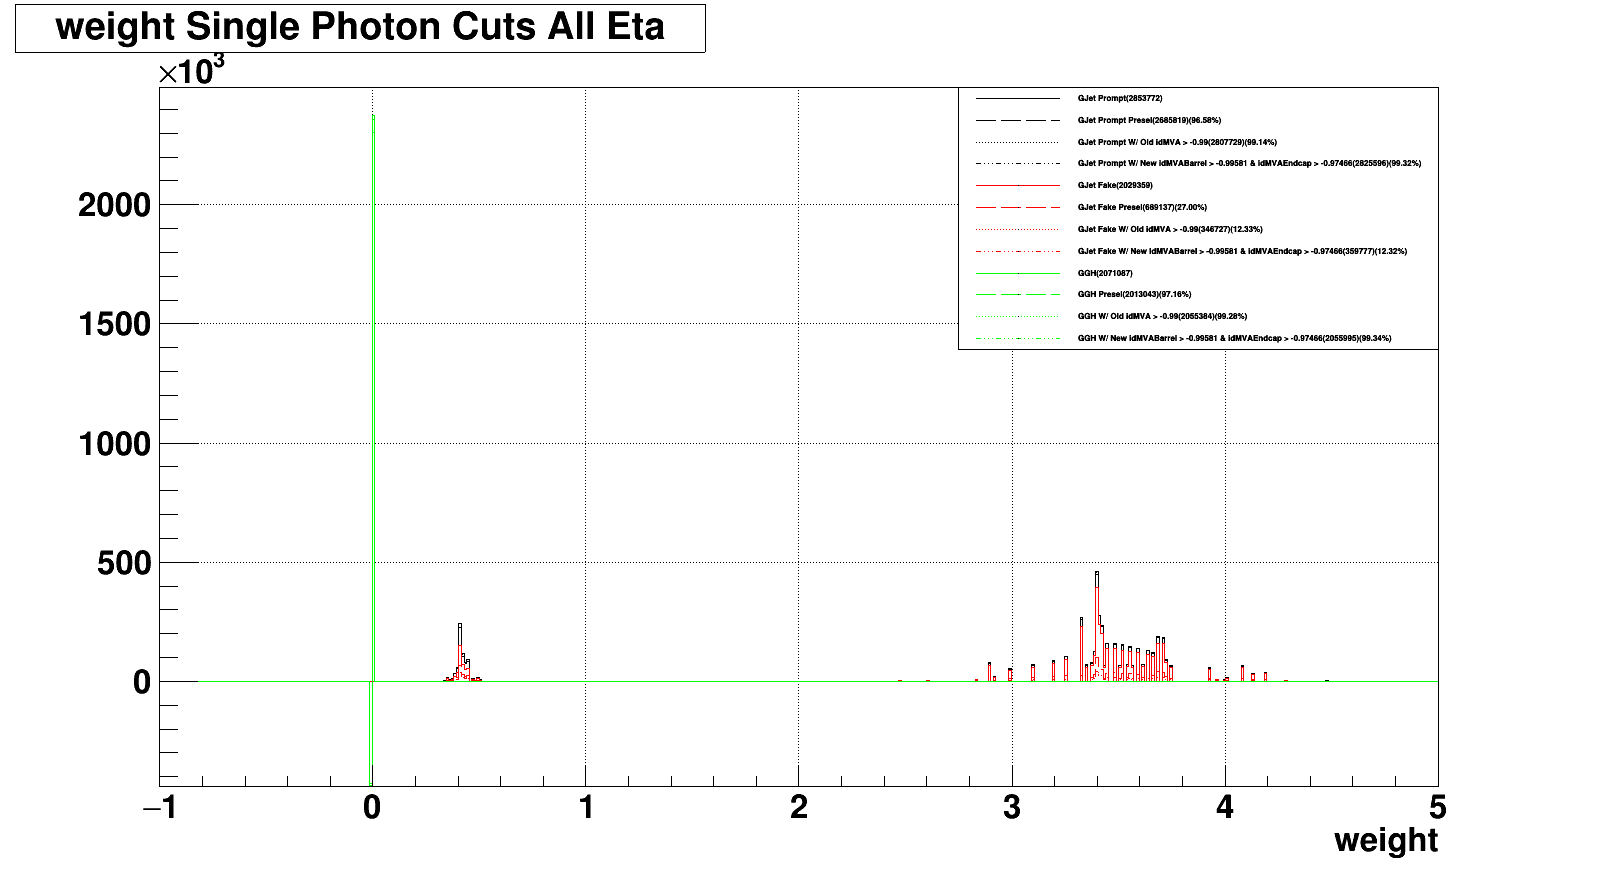 weight Single Photon Cuts All Eta
×10³
GJet Prompt(2853772)
GJet Prompt Presel(2685819)(96.58%)
GJet Prompt W/ Old idMVA > -0.99(2807729)(99.14%)
GJet Prompt W/ New idMVABarrel > -0.99581 & idMVAEndcap > -0.97466(2825596)(99.32%)
GJet Fake(2029359)
GJet Fake Presel(689137)(27.00%)
GJet Fake W/ Old idMVA > -0.99(346727)(12.33%)
GJet Fake W/ New idMVABarrel > -0.99581 & idMVAEndcap > -0.97466(359777)(12.32%)
GGH(2071087)
GGH Presel(2013043)(97.16%)
GGH W/ Old idMVA > -0.99(2055384)(99.28%)
GGH W/ New idMVABarrel > -0.99581 & idMVAEndcap > -0.97466(2055995)(99.34%)
2000
1500
1000
500
0
−1 0 1 2 3 4 5
weight